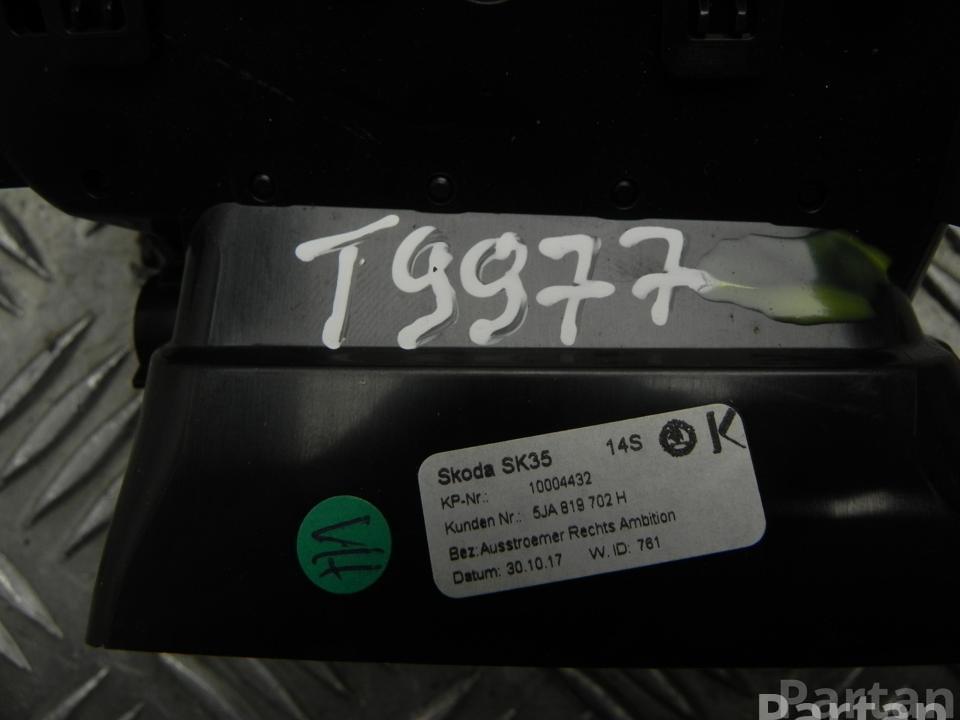 T9977
Skoda SK35 14S K
KP-Nr.: 10004432
Kunden Nr.: 5JA 819 702 H
Bez:Ausstroemer Rechts Ambition
Datum: 30.10.17 W. ID: 761
Partan
Partan